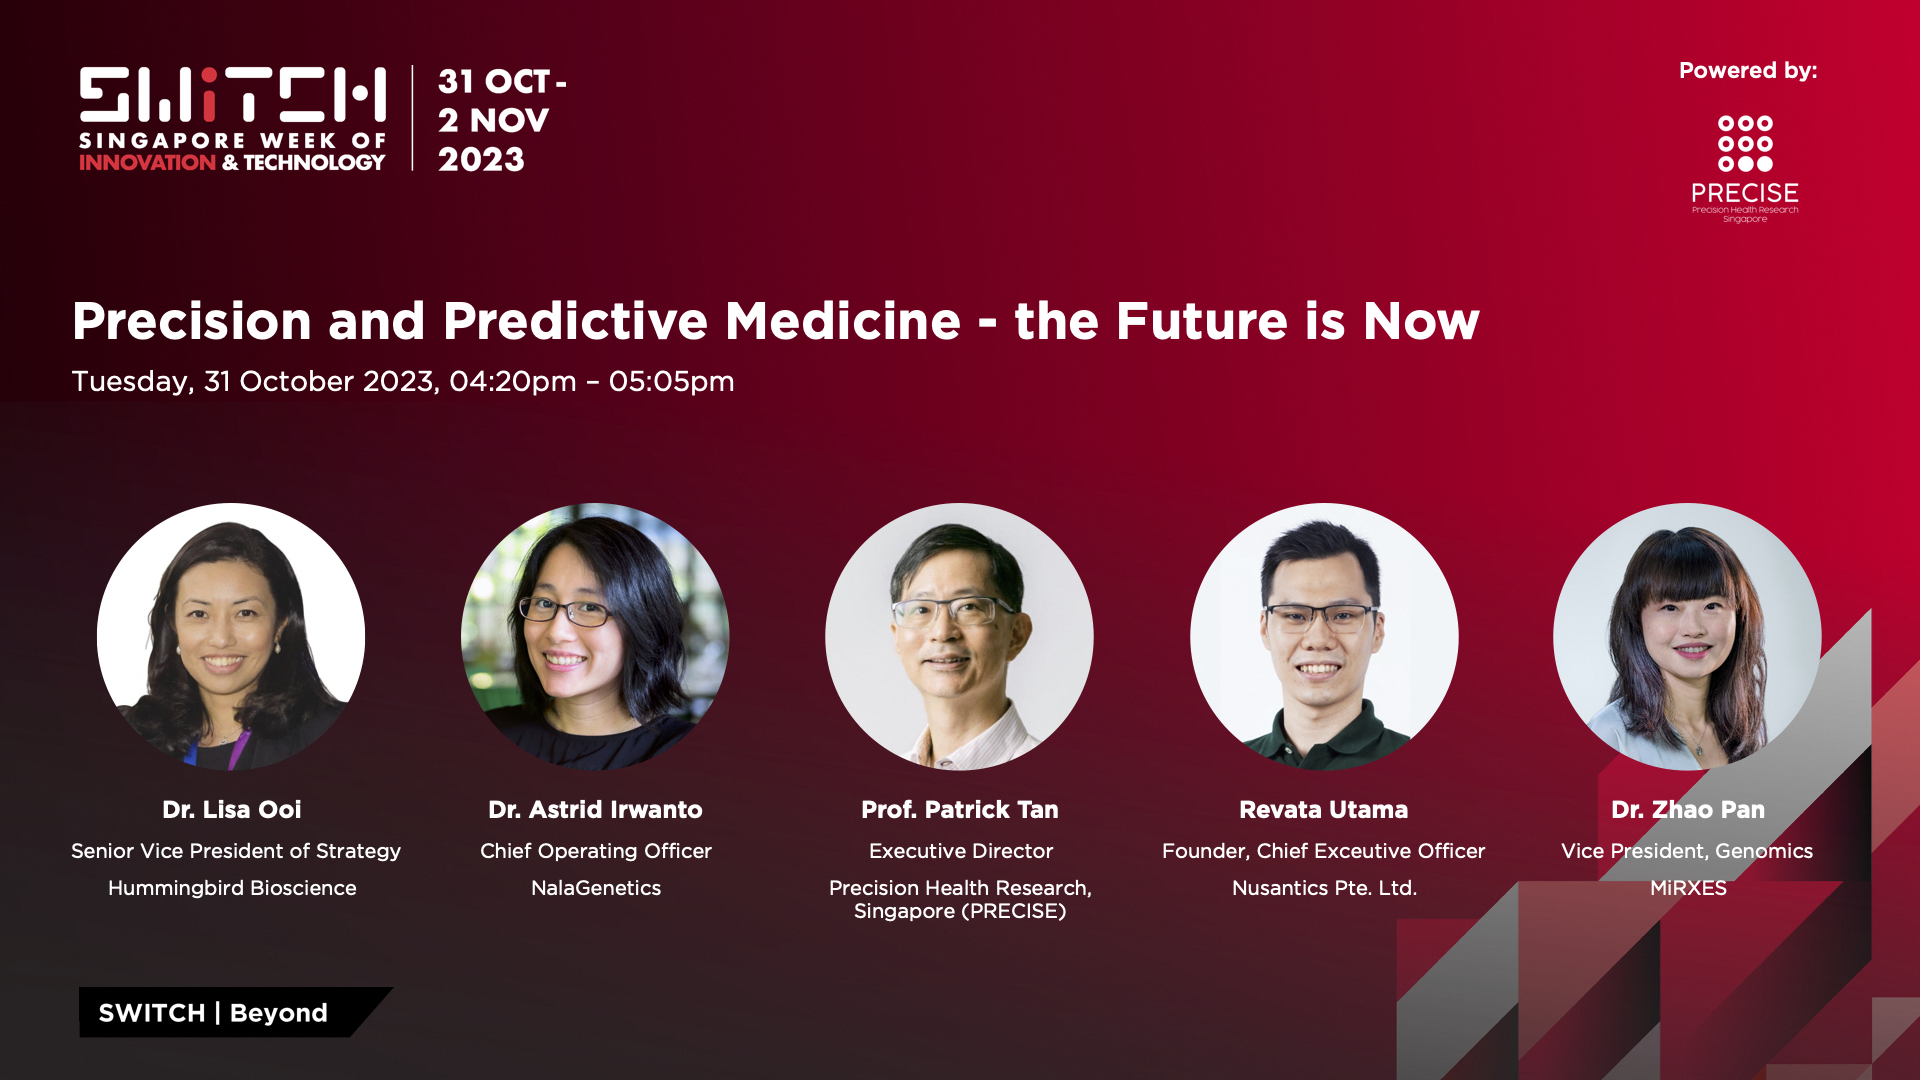 SWiTCH
SINGAPORE WEEK OF
INNOVATION & TECHNOLOGY
31 OCT -
2 NOV
2023
Powered by:
PRECISE
Precision Health Research
Singapore
Precision and Predictive Medicine - the Future is Now
Tuesday, 31 October 2023, 04:20pm – 05:05pm
Dr. Lisa Ooi
Senior Vice President of Strategy
Hummingbird Bioscience
Dr. Astrid Irwanto
Chief Operating Officer
NalaGenetics
Prof. Patrick Tan
Executive Director
Precision Health Research,
Singapore (PRECISE)
Revata Utama
Founder, Chief Exceutive Officer
Nusantics Pte. Ltd.
Dr. Zhao Pan
Vice President, Genomics
MiRXES
SWITCH | Beyond